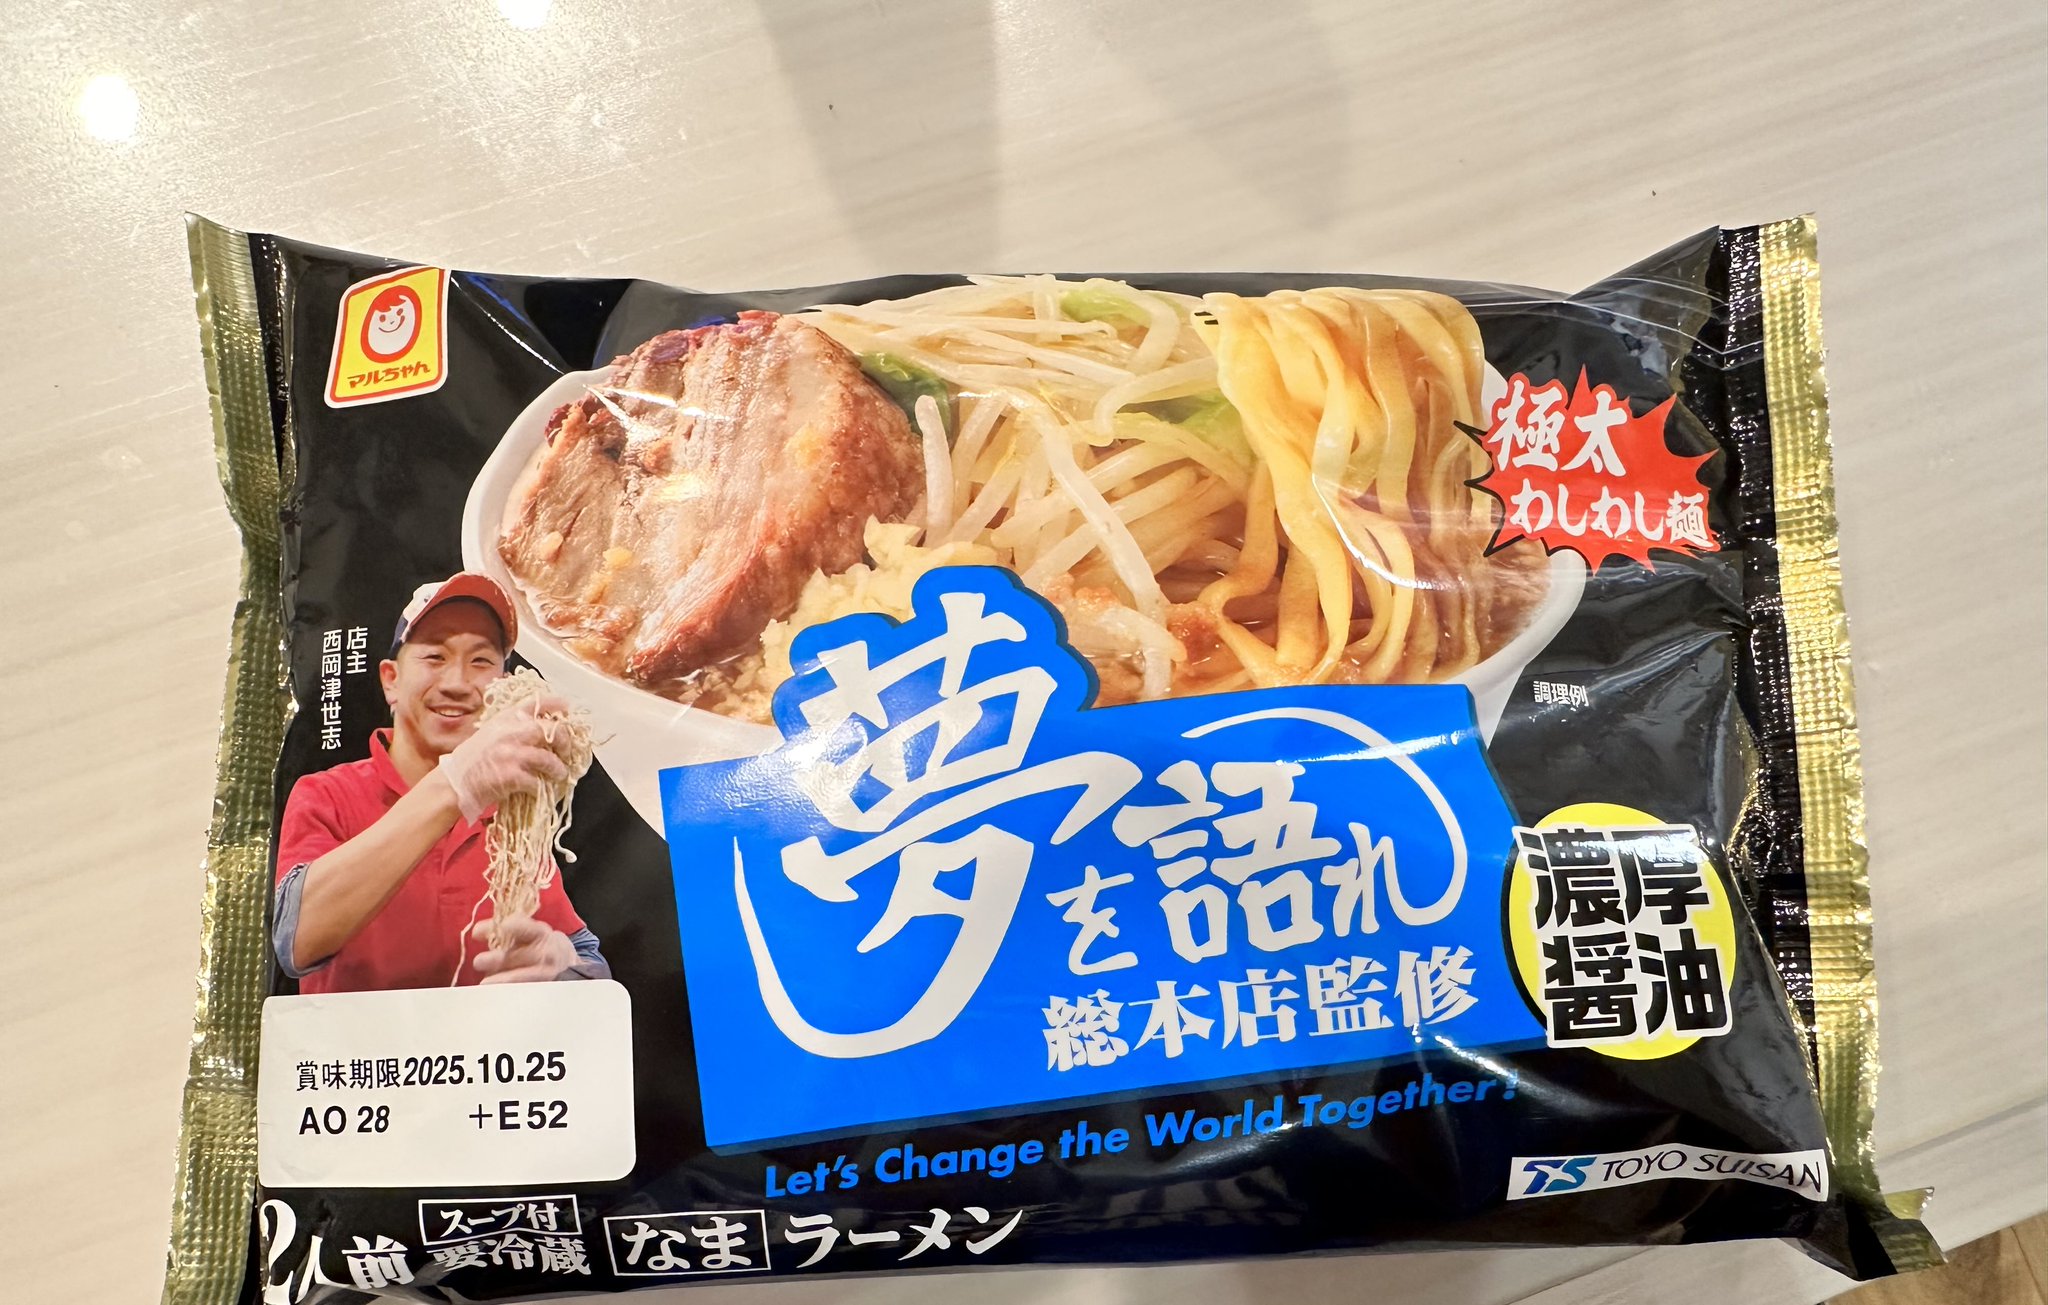 マルちゃん
極太
わしわし麺
店主
西岡津世志
調理例
夢を語れ
総本店監修
濃厚
醤油
Let's Change the World Together!
賞味期限2025.10.25
AO 28 +E52
TS TOYO SUISAN
2人前
スープ付
要冷蔵
なま ラーメン